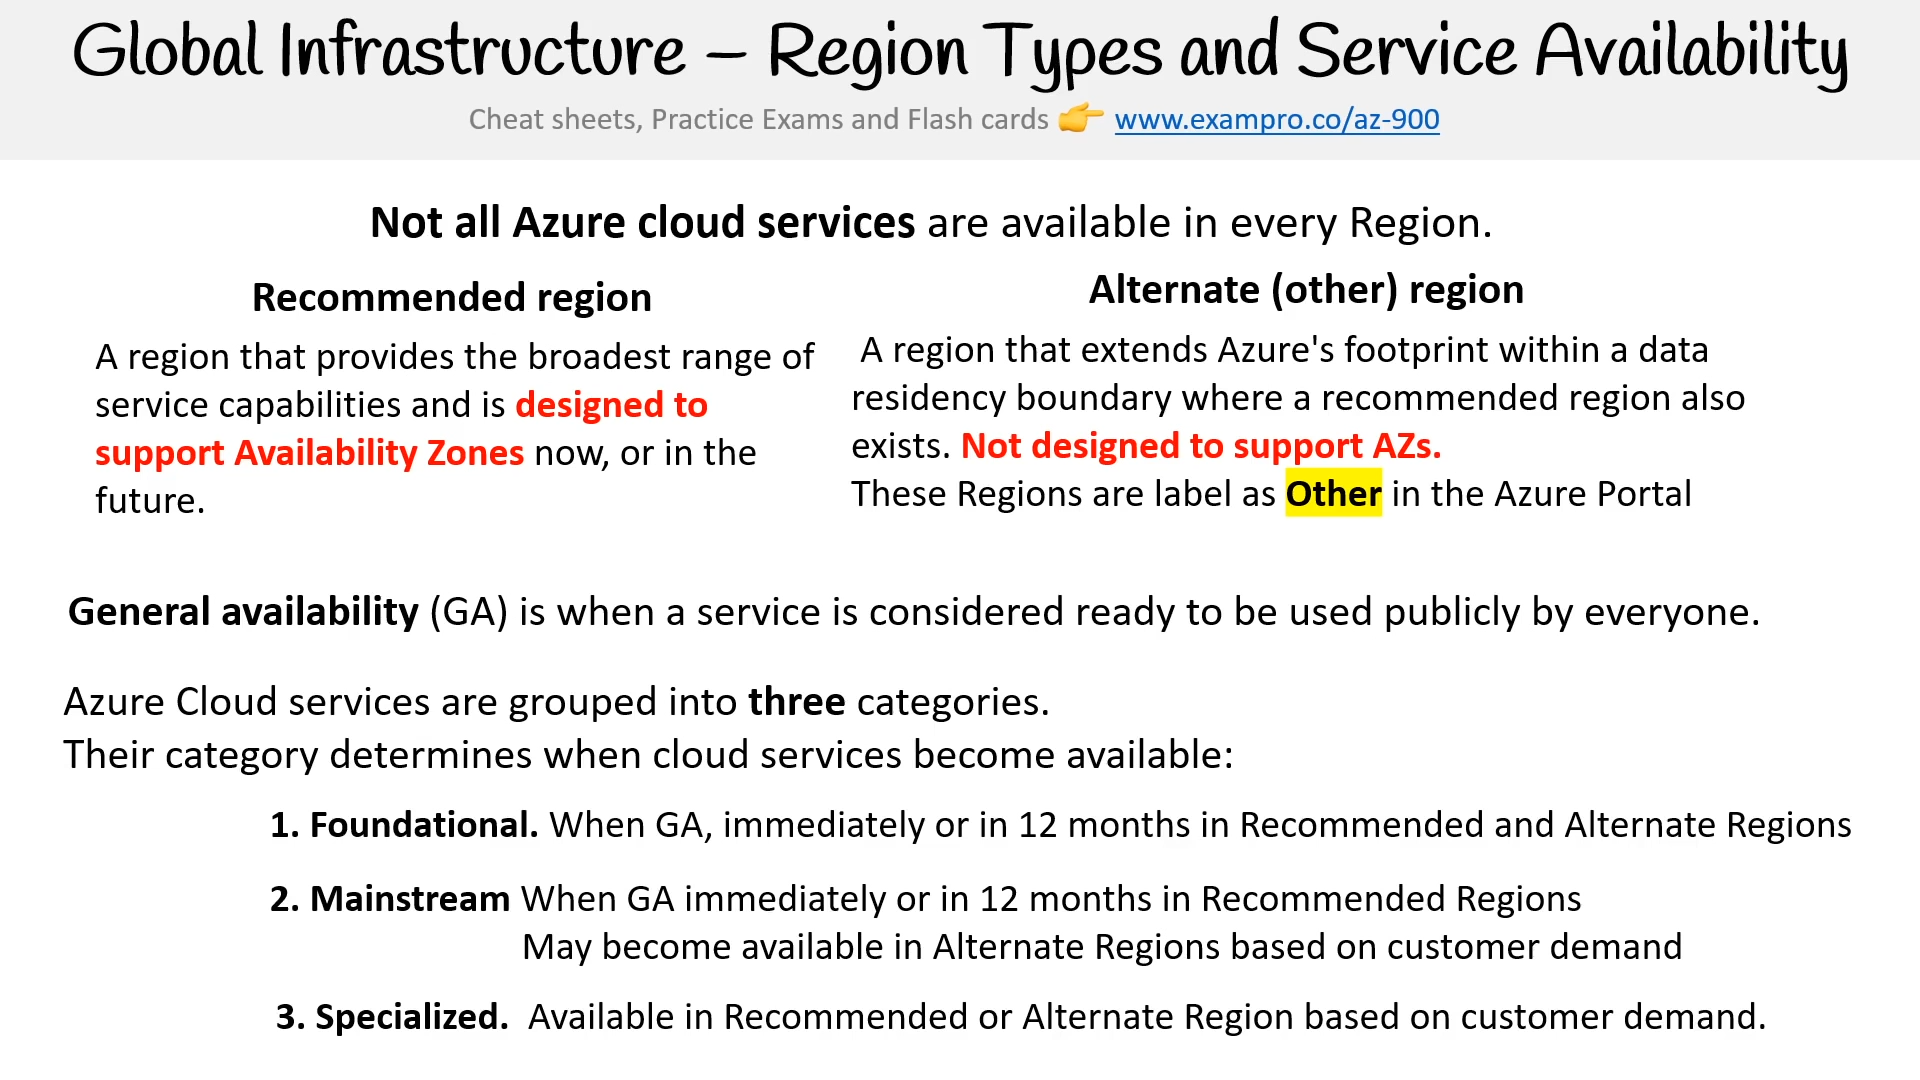 Global Infrastructure – Region Types and Service Availability
Cheat sheets, Practice Exams and Flash cards 👉 www.exampro.co/az-900
Not all Azure cloud services are available in every Region.
Recommended region
A region that provides the broadest range of
service capabilities and is designed to
support Availability Zones now, or in the
future.
Alternate (other) region
A region that extends Azure's footprint within a data
residency boundary where a recommended region also
exists. Not designed to support AZs.
These Regions are label as Other in the Azure Portal
General availability (GA) is when a service is considered ready to be used publicly by everyone.
Azure Cloud services are grouped into three categories.
Their category determines when cloud services become available:
1. Foundational. When GA, immediately or in 12 months in Recommended and Alternate Regions
2. Mainstream When GA immediately or in 12 months in Recommended Regions
May become available in Alternate Regions based on customer demand
3. Specialized. Available in Recommended or Alternate Region based on customer demand.